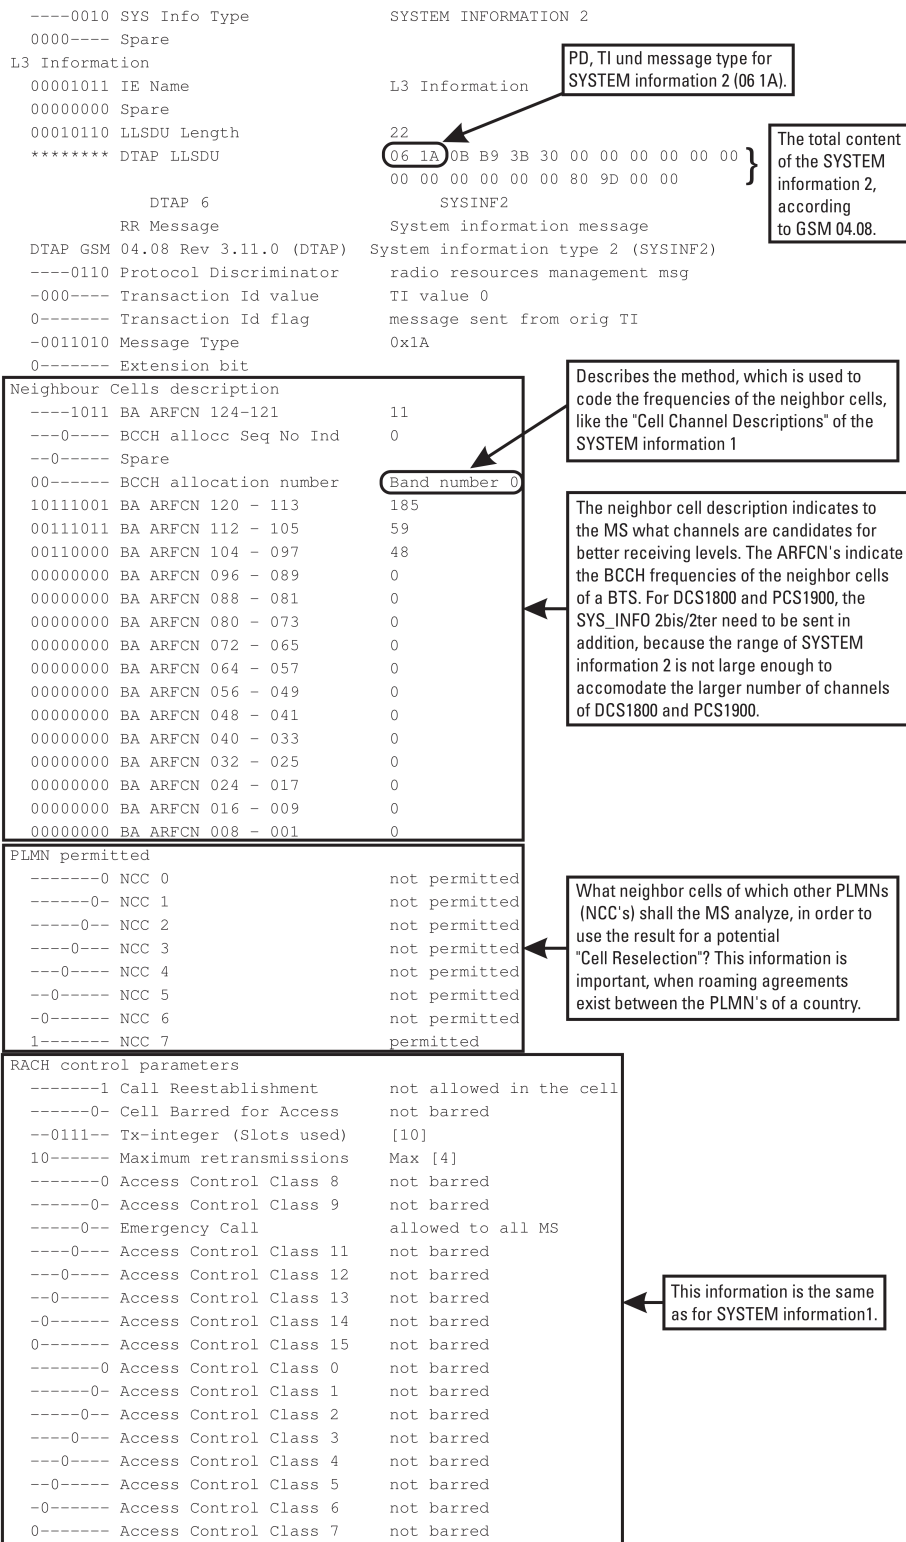 ----0010 SYS Info Type SYSTEM INFORMATION 2
0000---- Spare
L3 Information
00001011 IE Name L3 Information
00000000 Spare
00010110 LLSDU Length 22
******** DTAP LLSDU 06 1A 0B B9 3B 30 00 00 00 00 00 00
00 00 00 00 00 00 80 9D 00 00
DTAP 6 SYSINF2
RR Message System information message
DTAP GSM 04.08 Rev 3.11.0 (DTAP) System information type 2 (SYSINF2)
----0110 Protocol Discriminator radio resources management msg
-000---- Transaction Id value TI value 0
0------- Transaction Id flag message sent from orig TI
-0011010 Message Type 0x1A
0------- Extension bit
PD, TI und message type for
SYSTEM information 2 (06 1A).
The total content
of the SYSTEM
information 2,
according
to GSM 04.08.
Neighbour Cells description
----1011 BA ARFCN 124-121 11
---0---- BCCH allocc Seq No Ind 0
--0----- Spare
00------ BCCH allocation number Band number 0
10111001 BA ARFCN 120 - 113 185
00111011 BA ARFCN 112 - 105 59
00110000 BA ARFCN 104 - 097 48
00000000 BA ARFCN 096 - 089 0
00000000 BA ARFCN 088 - 081 0
00000000 BA ARFCN 080 - 073 0
00000000 BA ARFCN 072 - 065 0
00000000 BA ARFCN 064 - 057 0
00000000 BA ARFCN 056 - 049 0
00000000 BA ARFCN 048 - 041 0
00000000 BA ARFCN 040 - 033 0
00000000 BA ARFCN 032 - 025 0
00000000 BA ARFCN 024 - 017 0
00000000 BA ARFCN 016 - 009 0
00000000 BA ARFCN 008 - 001 0
Describes the method, which is used to
code the frequencies of the neighbor cells,
like the "Cell Channel Descriptions" of the
SYSTEM information 1
The neighbor cell description indicates to
the MS what channels are candidates for
better receiving levels. The ARFCN's indicate
the BCCH frequencies of the neighbor cells
of a BTS. For DCS1800 and PCS1900, the
SYS_INFO 2bis/2ter need to be sent in
addition, because the range of SYSTEM
information 2 is not large enough to
accomodate the larger number of channels
of DCS1800 and PCS1900.
PLMN permitted
-------0 NCC 0 not permitted
------0- NCC 1 not permitted
-----0-- NCC 2 not permitted
----0--- NCC 3 not permitted
---0---- NCC 4 not permitted
--0----- NCC 5 not permitted
-0------ NCC 6 not permitted
1------- NCC 7 permitted
What neighbor cells of which other PLMNs
(NCC's) shall the MS analyze, in order to
use the result for a potential
"Cell Reselection"? This information is
important, when roaming agreements
exist between the PLMN's of a country.
RACH control parameters
-------1 Call Reestablishment not allowed in the cell
------0- Cell Barred for Access not barred
--0111-- Tx-integer (Slots used) [10]
10------ Maximum retransmissions Max [4]
-------0 Access Control Class 8 not barred
------0- Access Control Class 9 not barred
-----0-- Emergency Call allowed to all MS
----0--- Access Control Class 11 not barred
---0---- Access Control Class 12 not barred
--0----- Access Control Class 13 not barred
-0------ Access Control Class 14 not barred
0------- Access Control Class 15 not barred
-------0 Access Control Class 0 not barred
------0- Access Control Class 1 not barred
-----0-- Access Control Class 2 not barred
----0--- Access Control Class 3 not barred
---0---- Access Control Class 4 not barred
--0----- Access Control Class 5 not barred
-0------ Access Control Class 6 not barred
0------- Access Control Class 7 not barred
This information is the same
as for SYSTEM information1.